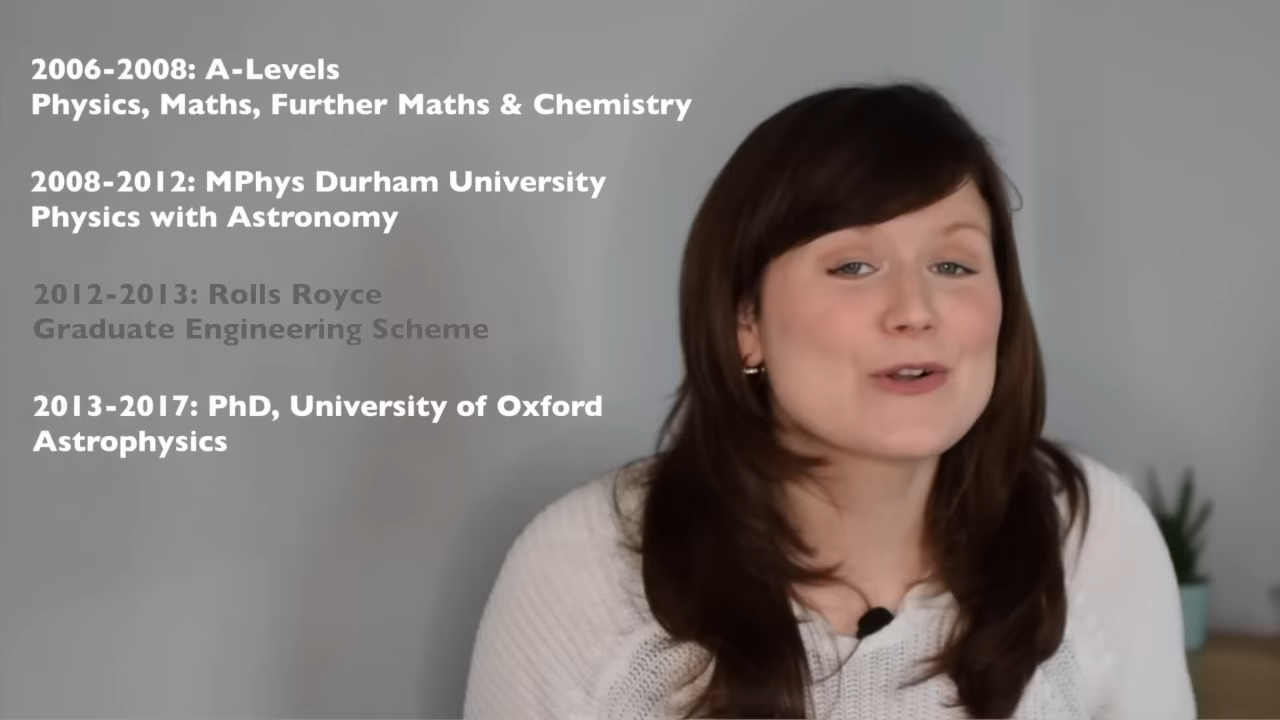 2006-2008: A-Levels
Physics, Maths, Further Maths & Chemistry
2008-2012: MPhys Durham University
Physics with Astronomy
2012-2013: Rolls Royce
Graduate Engineering Scheme
2013-2017: PhD, University of Oxford
Astrophysics